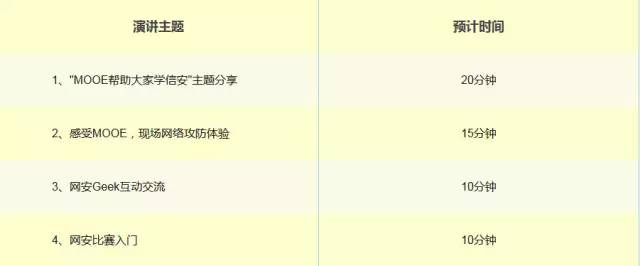 演讲主题 预计时间
1、"MOOE帮助大家学信安"主题分享 20分钟
2、感受MOOE，现场网络攻防体验 15分钟
3、网安Geek互动交流 10分钟
4、网安比赛入门 10分钟